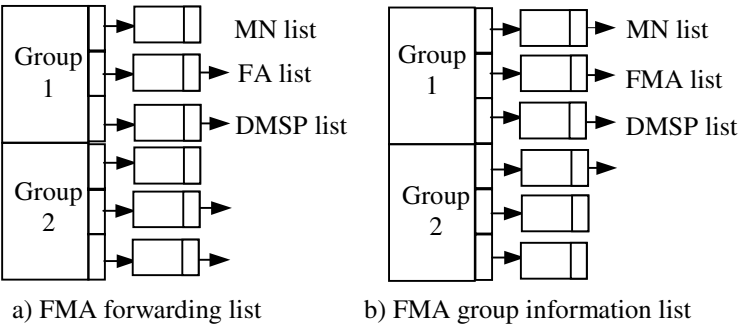 Group
1
MN list
FA list
DMSP list
Group
2
a) FMA forwarding list
Group
1
MN list
FMA list
DMSP list
Group
2
b) FMA group information list